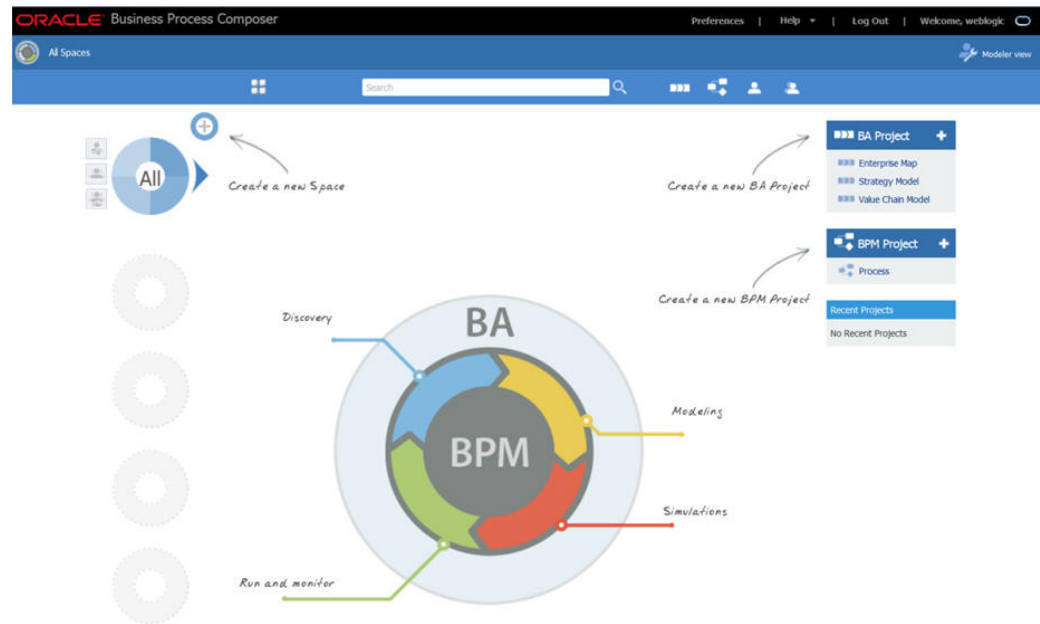 ORACLE Business Process Composer
Preferences | Help | Log Out | Welcome, weblogic
All Spaces
Modeler view
Search
All
Create a new Space
Create a new BA Project
BA Project +
Enterprise Map
Strategy Model
Value Chain Model
Create a new BPM Project
BPM Project +
Process
Recent Projects
No Recent Projects
Discovery
BA
BPM
Modeling
Simulations
Run and monitor